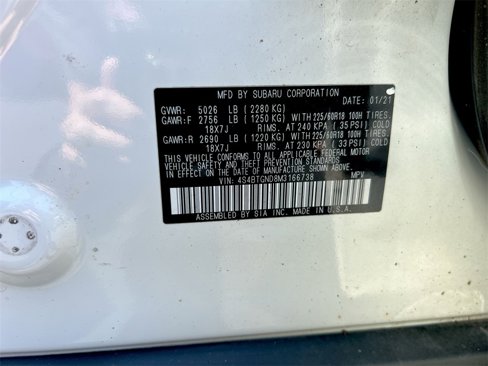 MFD BY SUBARU CORPORATION
DATE: 01/21
GVWR: 5026 LB (2280 KG)
GAWR:F 2756 LB (1250 KG) WITH 225/60R18 100H TIRES,
18X7J RIMS, AT 240 KPA (35 PSI) COLD
GAWR:R 2690 LB (1220 KG) WITH 225/60R18 100H TIRES,
18X7J RIMS, AT 230 KPA (33 PSI) COLD
THIS VEHICLE CONFORMS TO ALL APPLICABLE FEDERAL MOTOR
VEHICLE SAFETY, BUMPER, AND THEFT PREVENTION STANDARDS
IN EFFECT ON THE DATE OF MANUFACTURE SHOWN ABOVE.
VIN: 4S4BTGND8M3166738 MPV
ASSEMBLED BY SIA INC. MADE IN U.S.A.